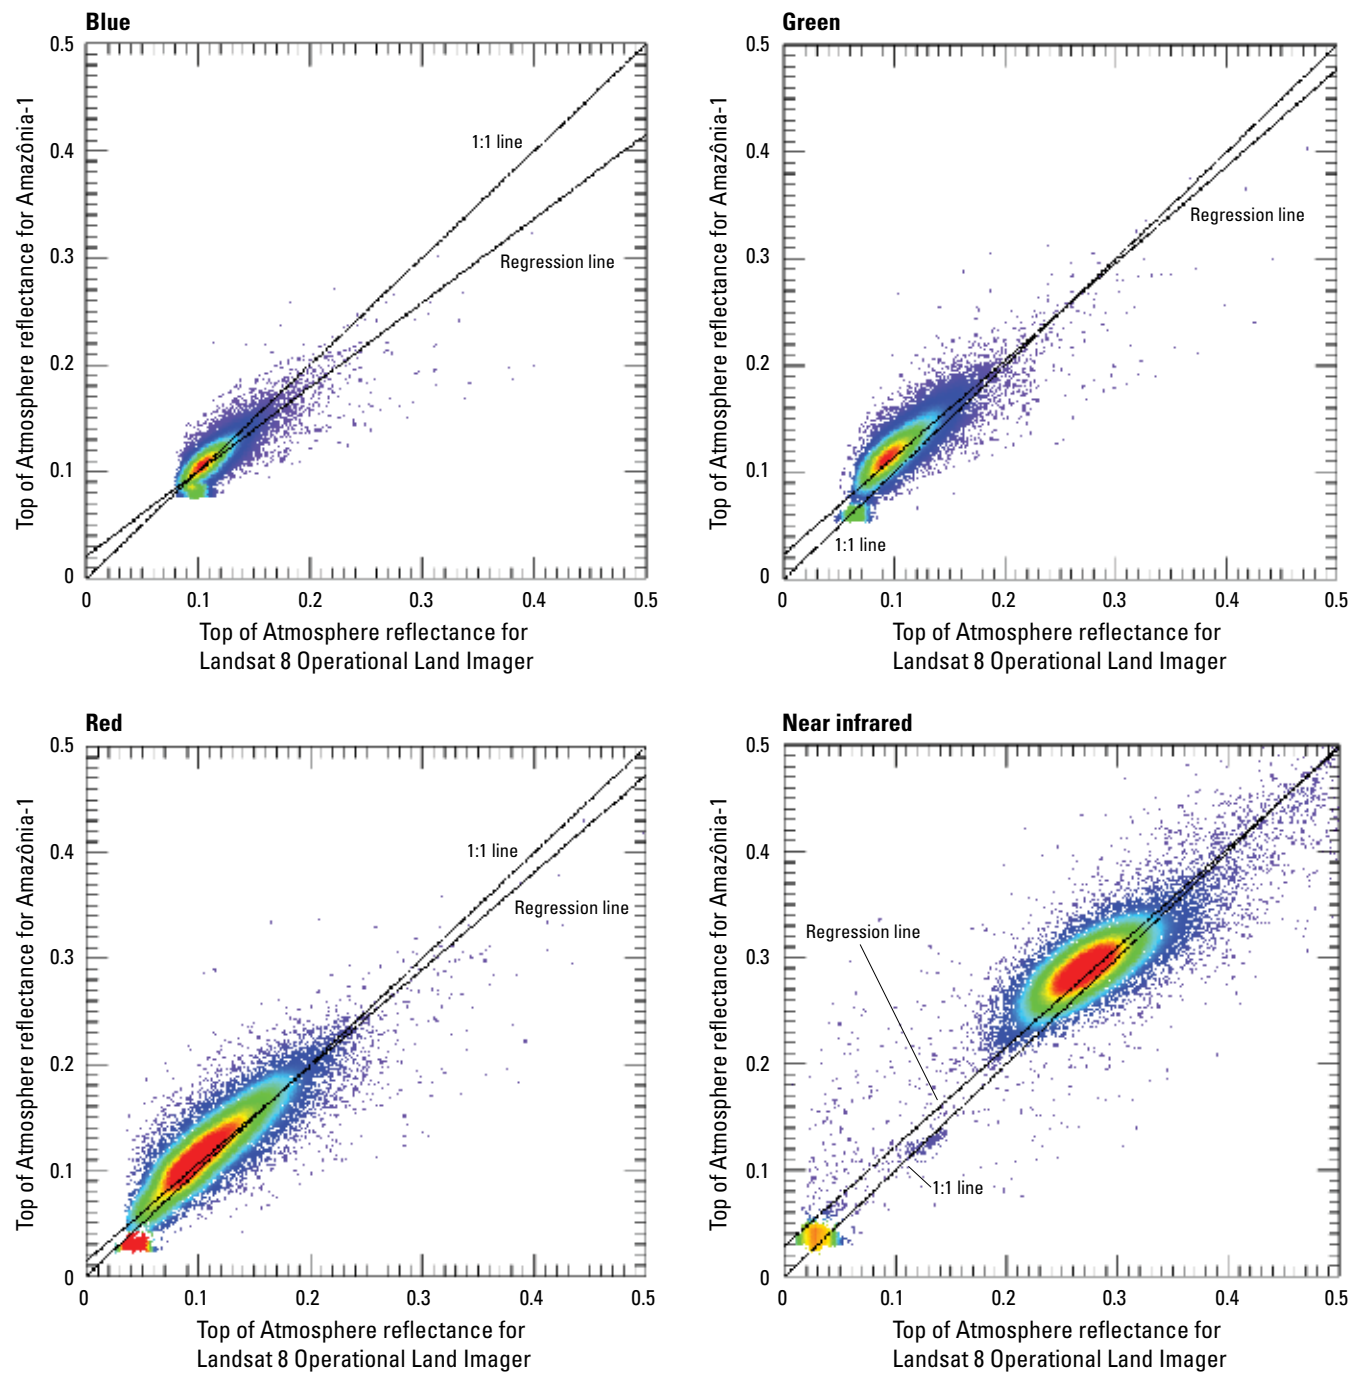 Blue
0.5
0.4
0.3
0.2
0.1
0
Top of Atmosphere reflectance for Amazônia-1
1:1 line
Regression line
0 0.1 0.2 0.3 0.4 0.5
Top of Atmosphere reflectance for
Landsat 8 Operational Land Imager
Green
0.5
0.4
0.3
0.2
0.1
0
Top of Atmosphere reflectance for Amazônia-1
Regression line
1:1 line
0 0.1 0.2 0.3 0.4 0.5
Top of Atmosphere reflectance for
Landsat 8 Operational Land Imager
Red
0.5
0.4
0.3
0.2
0.1
0
Top of Atmosphere reflectance for Amazônia-1
1:1 line
Regression line
0 0.1 0.2 0.3 0.4 0.5
Top of Atmosphere reflectance for
Landsat 8 Operational Land Imager
Near infrared
0.5
0.4
0.3
0.2
0.1
0
Top of Atmosphere reflectance for Amazônia-1
Regression line
1:1 line
0 0.1 0.2 0.3 0.4 0.5
Top of Atmosphere reflectance for
Landsat 8 Operational Land Imager